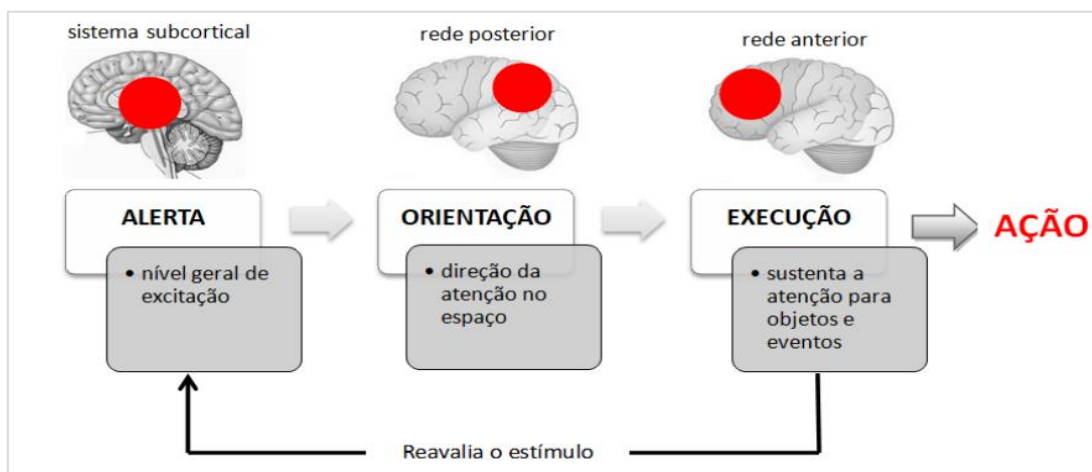 sistema subcortical
rede posterior
rede anterior
ALERTA
• nível geral de
excitação
ORIENTAÇÃO
• direção da
atenção no
espaço
EXECUÇÃO
• sustenta a
atenção para
objetos e
eventos
AÇÃO
Reavalia o estímulo